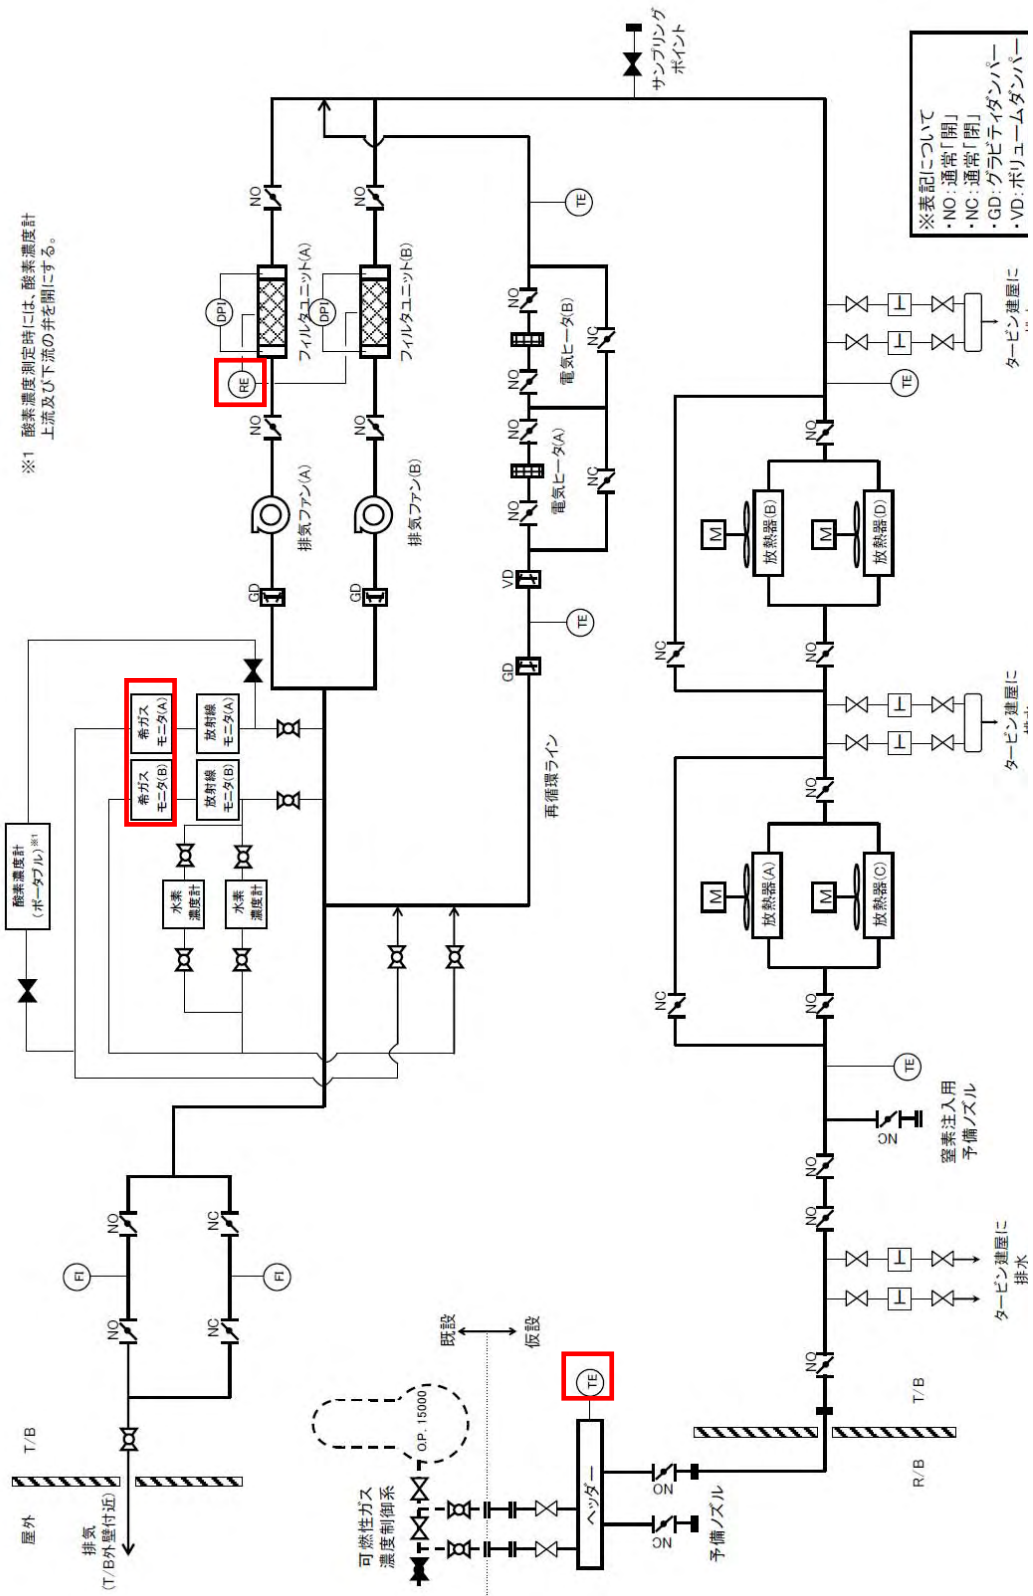 屋外
T/B
排気
(T/B外壁付近)
NO
NO
FI
NC
NC
FI
酸素濃度計
(ポータブル)※1
※1 酸素濃度測定時には、酸素濃度計
上流及び下流の弁を開にする。
希ガス
モニタ(B)
希ガス
モニタ(A)
放射線
モニタ(B)
放射線
モニタ(A)
水素
濃度計
水素
濃度計
GD
排気ファン(A)
NO
RE
DPI
フィルタユニット(A)
NO
GD
排気ファン(B)
NO
DPI
フィルタユニット(B)
NO
既設
仮設
可燃性ガス
濃度制御系
O.P. 15000
TE
ヘッダー
NC
NO
予備ノズル
再循環ライン
GD
TE
VD
NO
電気ヒータ(A)
NO
NC
NO
電気ヒータ(B)
NO
NC
TE
サンプリング
ポイント
R/B
T/B
NO
タービン建屋に
排水
NO
NO
NC
窒素注入用
予備ノズル
TE
NC
NO
M
放熱器(A)
M
放熱器(C)
NO
タービン建屋に
NC
NO
M
放熱器(B)
M
放熱器(D)
NO
TE
タービン建屋に
※表記について
・NO:通常「開」
・NC:通常「閉」
・GD:グラビティダンパー
・VD:ボリュームダンパー